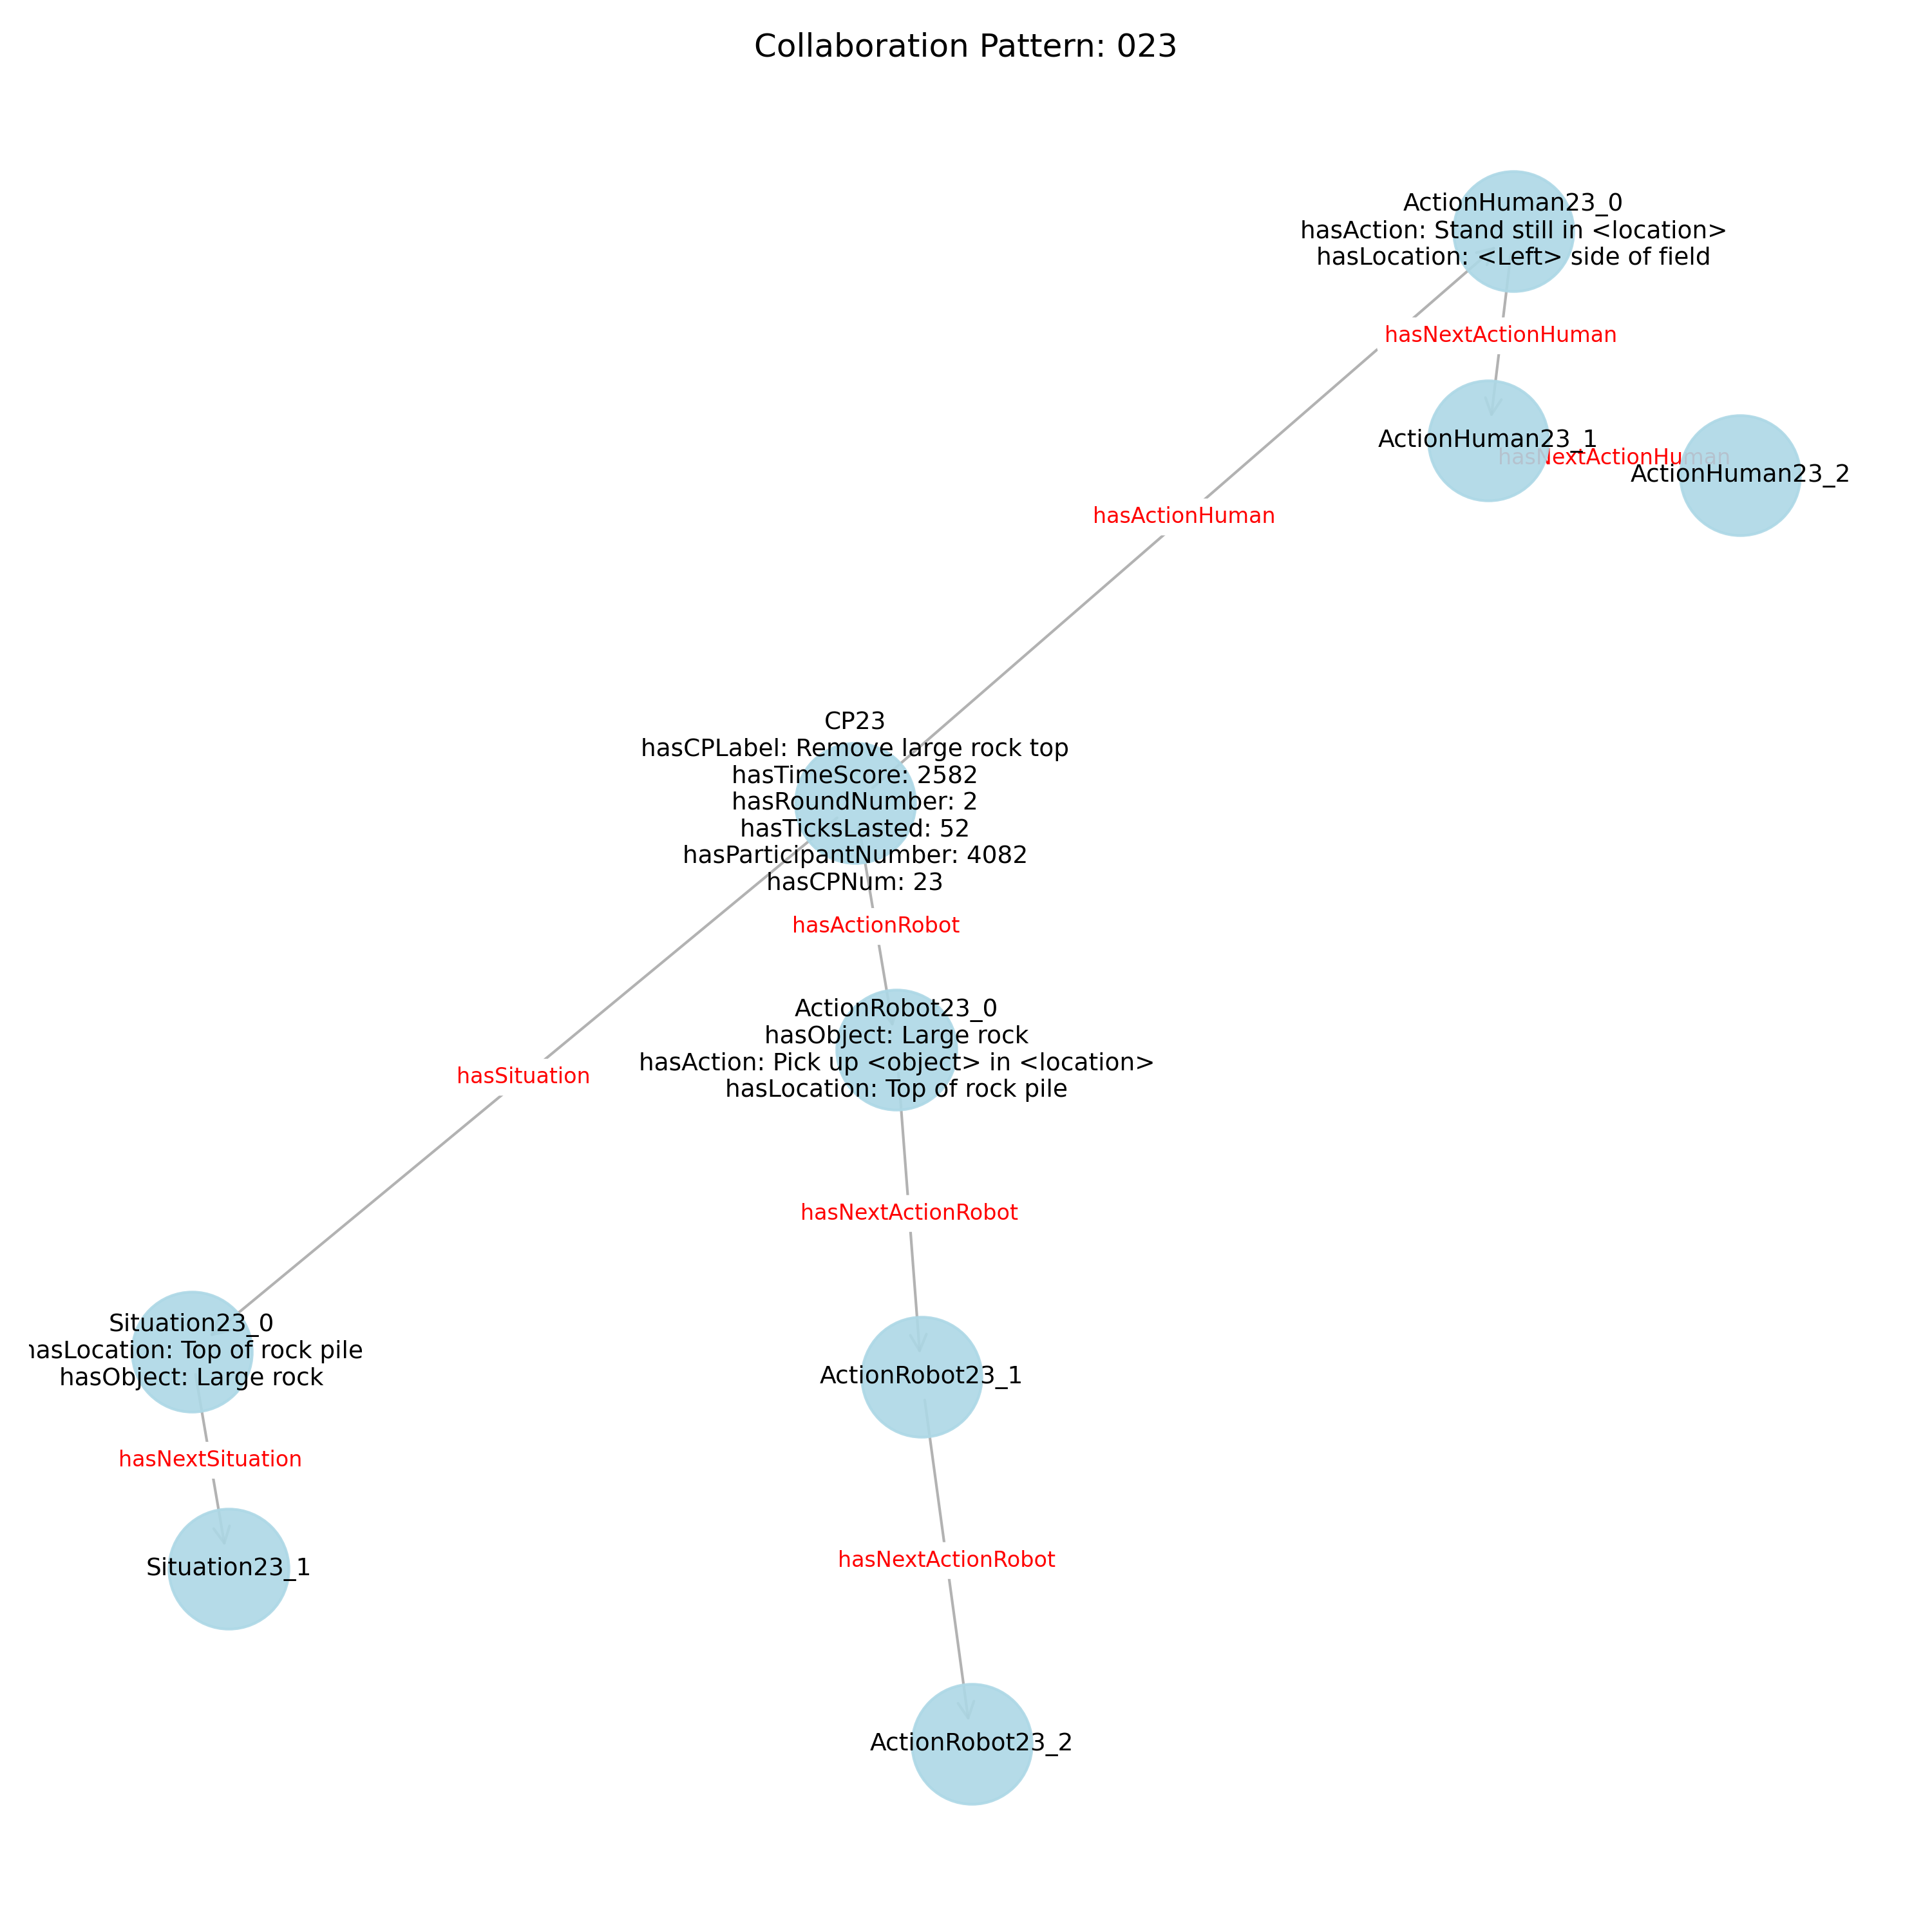 Collaboration Pattern: 023
ActionHuman23_0
hasAction: Stand still in <location>
hasLocation: <Left> side of field
hasNextActionHuman
ActionHuman23_1
hasNextActionHuman
ActionHuman23_2
hasActionHuman
CP23
hasCPLabel: Remove large rock top
hasTimeScore: 2582
hasRoundNumber: 2
hasTicksLasted: 52
hasParticipantNumber: 4082
hasCPNum: 23
hasActionRobot
ActionRobot23_0
hasObject: Large rock
hasAction: Pick up <object> in <location>
hasLocation: Top of rock pile
hasSituation
hasNextActionRobot
Situation23_0
hasLocation: Top of rock pile
hasObject: Large rock
ActionRobot23_1
hasNextSituation
Situation23_1
hasNextActionRobot
ActionRobot23_2